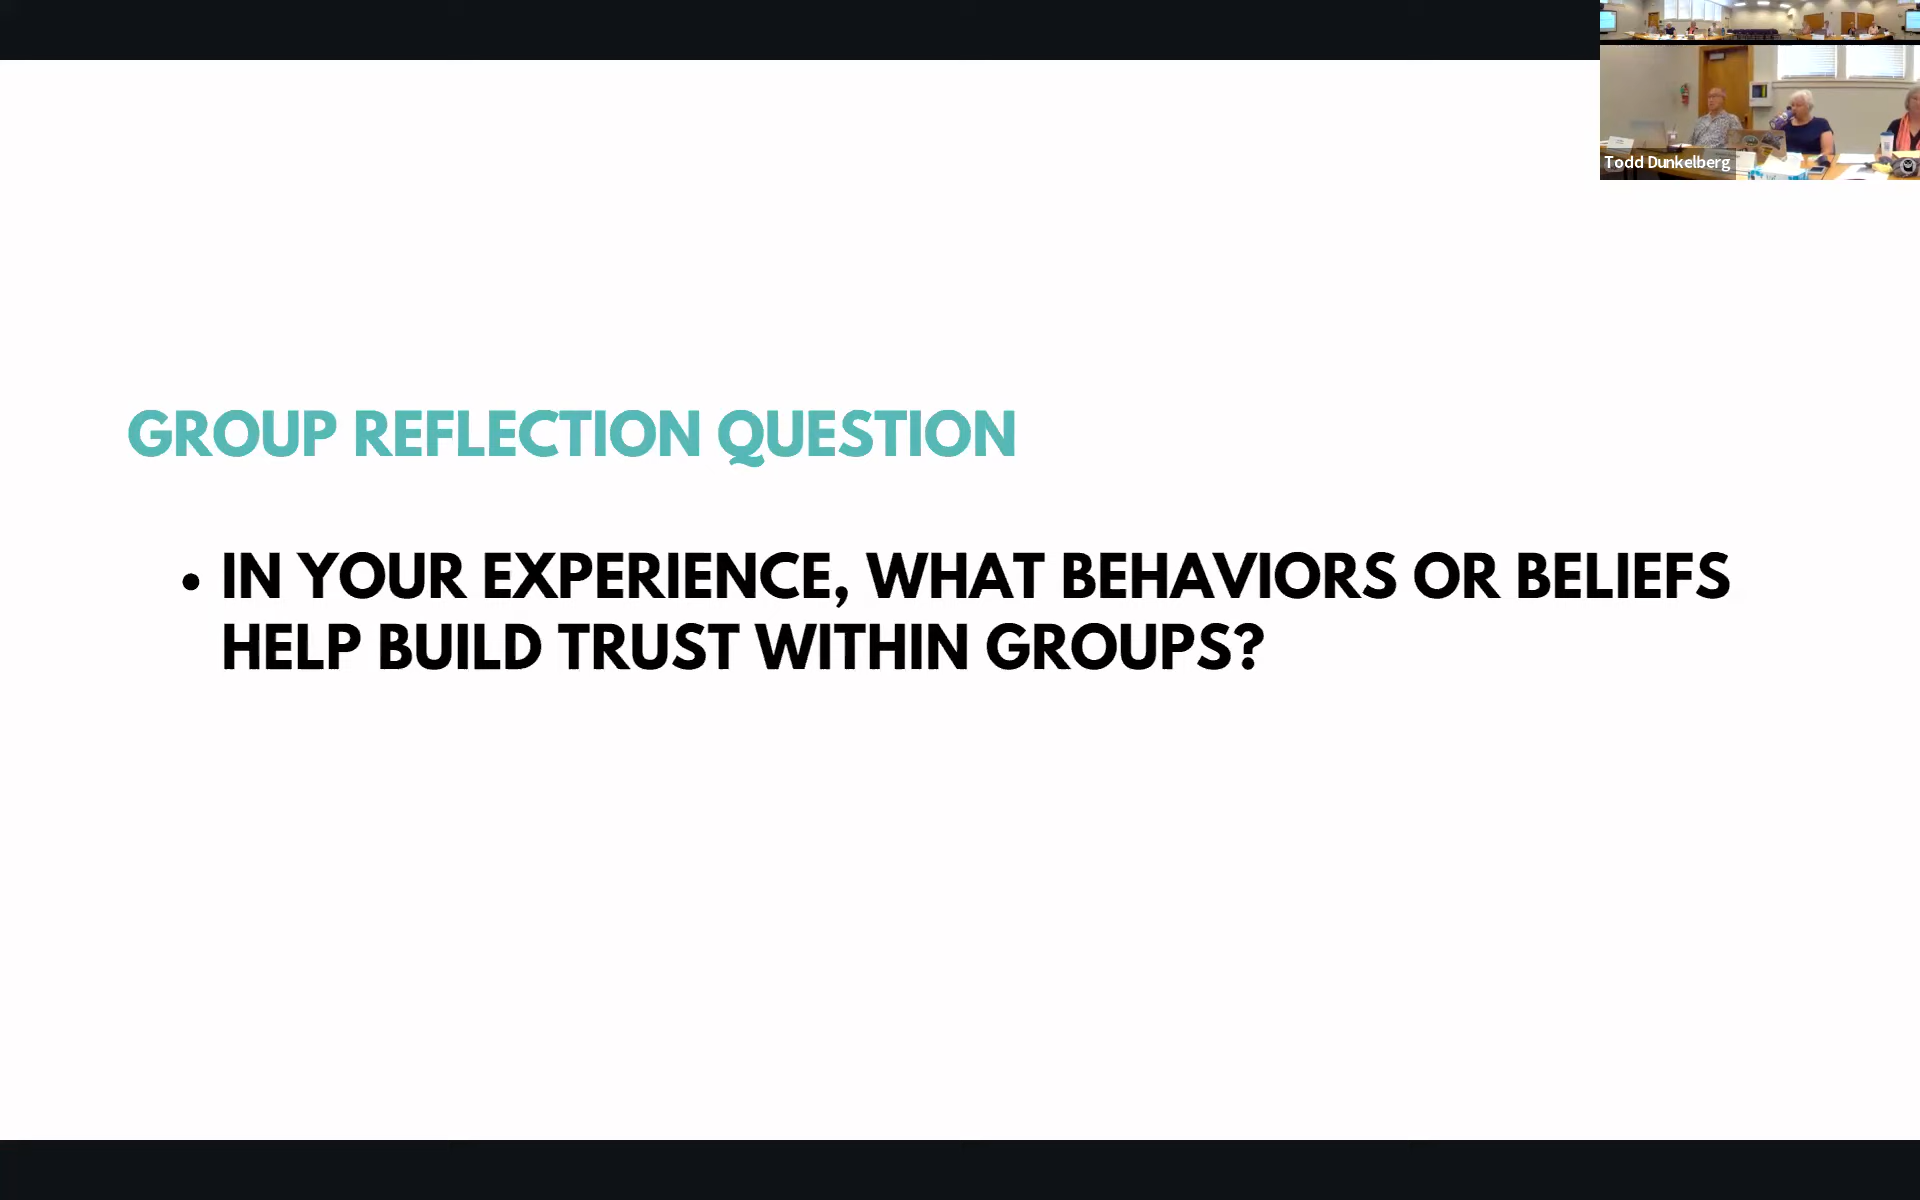 Todd Dunkelberg
GROUP REFLECTION QUESTION
• IN YOUR EXPERIENCE, WHAT BEHAVIORS OR BELIEFS
HELP BUILD TRUST WITHIN GROUPS?